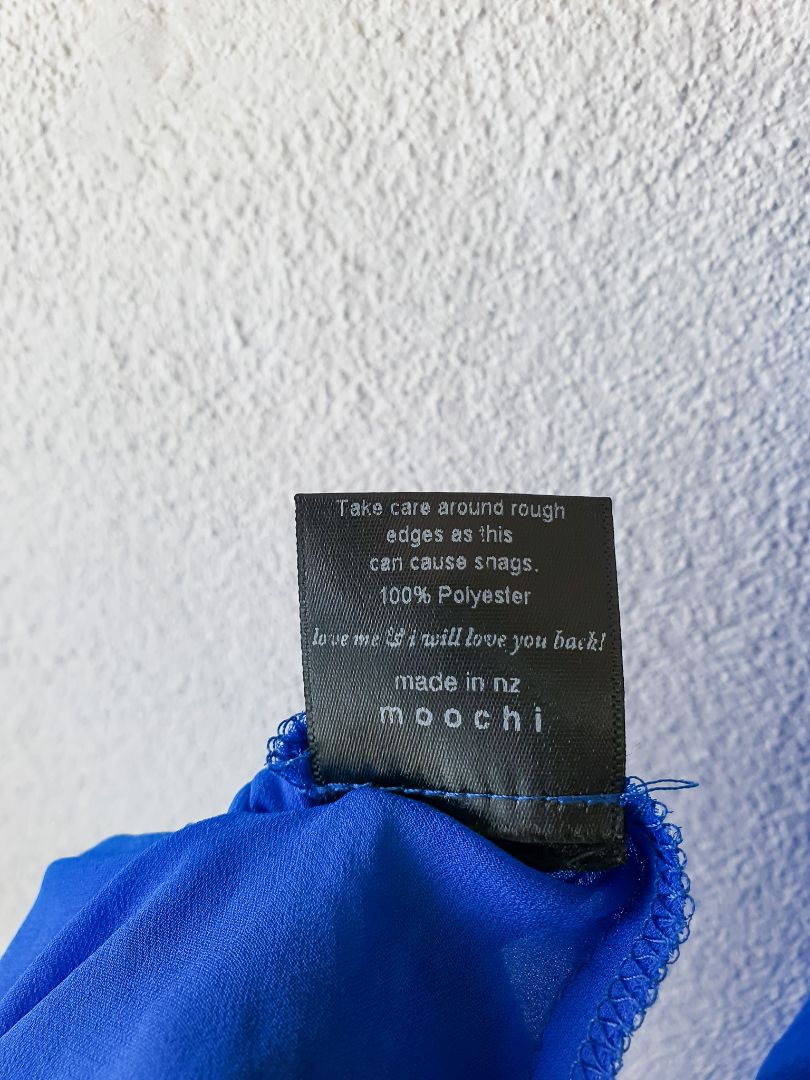 Take care around rough
edges as this
can cause snags.
100% Polyester
love me & i will love you back!
made in nz
moochi